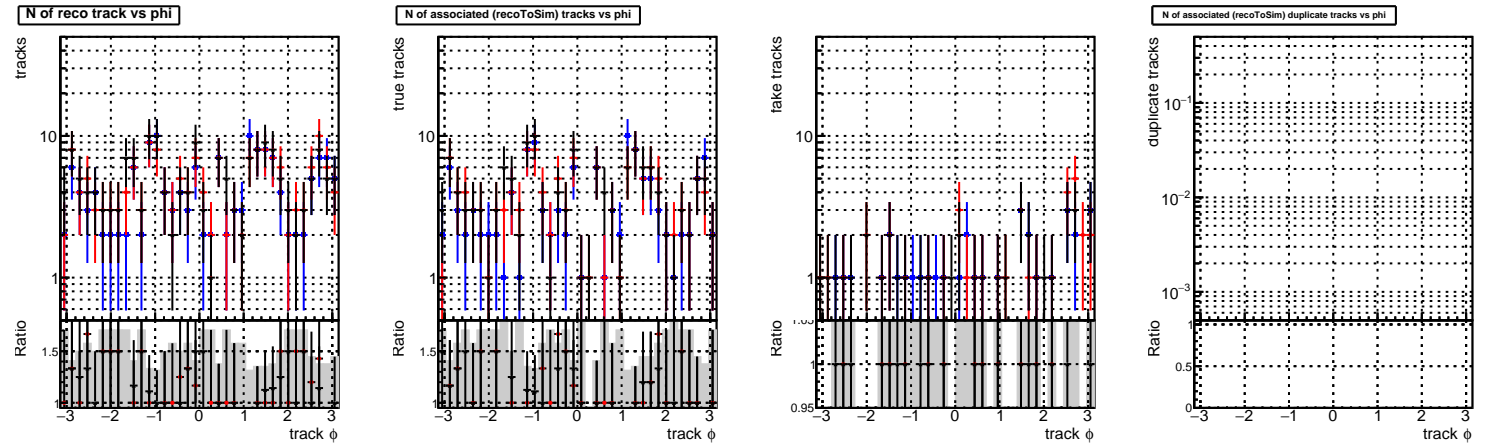 N of reco track vs phi
tracks
10
1
Ratio
1.5
1
−3 −2 −1 0 1 2 3
track ϕ
N of associated (recoToSim) tracks vs phi
true tracks
10
1
Ratio
1.5
1
−3 −2 −1 0 1 2 3
track ϕ
fake tracks
10
1
Ratio
1.05
1
0.95
−3 −2 −1 0 1 2 3
track ϕ
N of associated (recoToSim) duplicate tracks vs phi
duplicate tracks
10−1
10−2
10−3
Ratio
1
0.5
0
−3 −2 −1 0 1 2 3
track ϕ